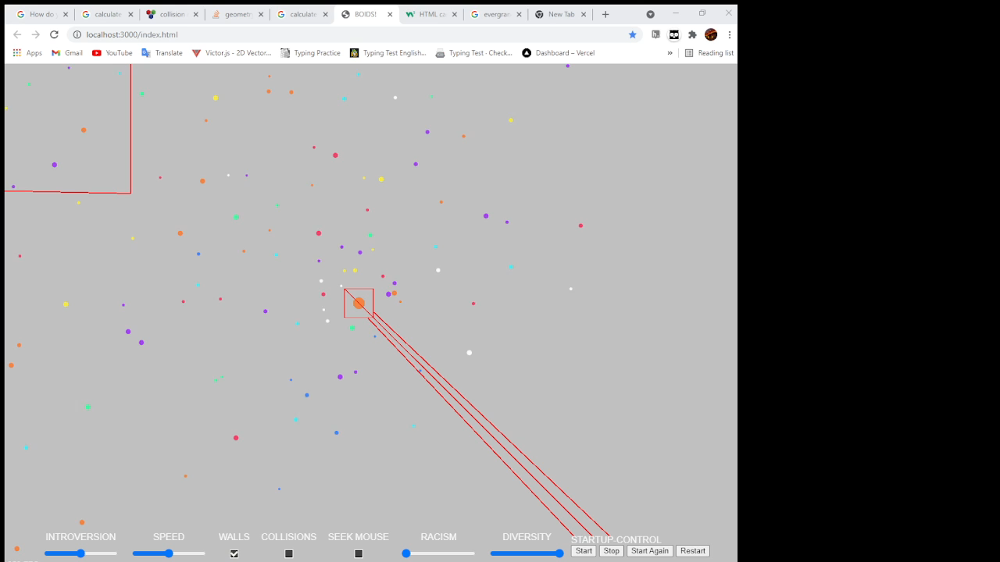 How do
calculate
collision
geometry
calculate
BOIDS!
HTML ca
evergran
New Tab
localhost:3000/index.html
Apps
Gmail
YouTube
Translate
Victor.js - 2D Vector...
Typing Practice
Typing Test English...
Typing Test · Check...
Dashboard – Vercel
»
Reading list
INTROVERSION
SPEED
WALLS
COLLISIONS
SEEK MOUSE
RACISM
DIVERSITY
STARTUP-CONTROL
Start
Stop
Start Again
Restart